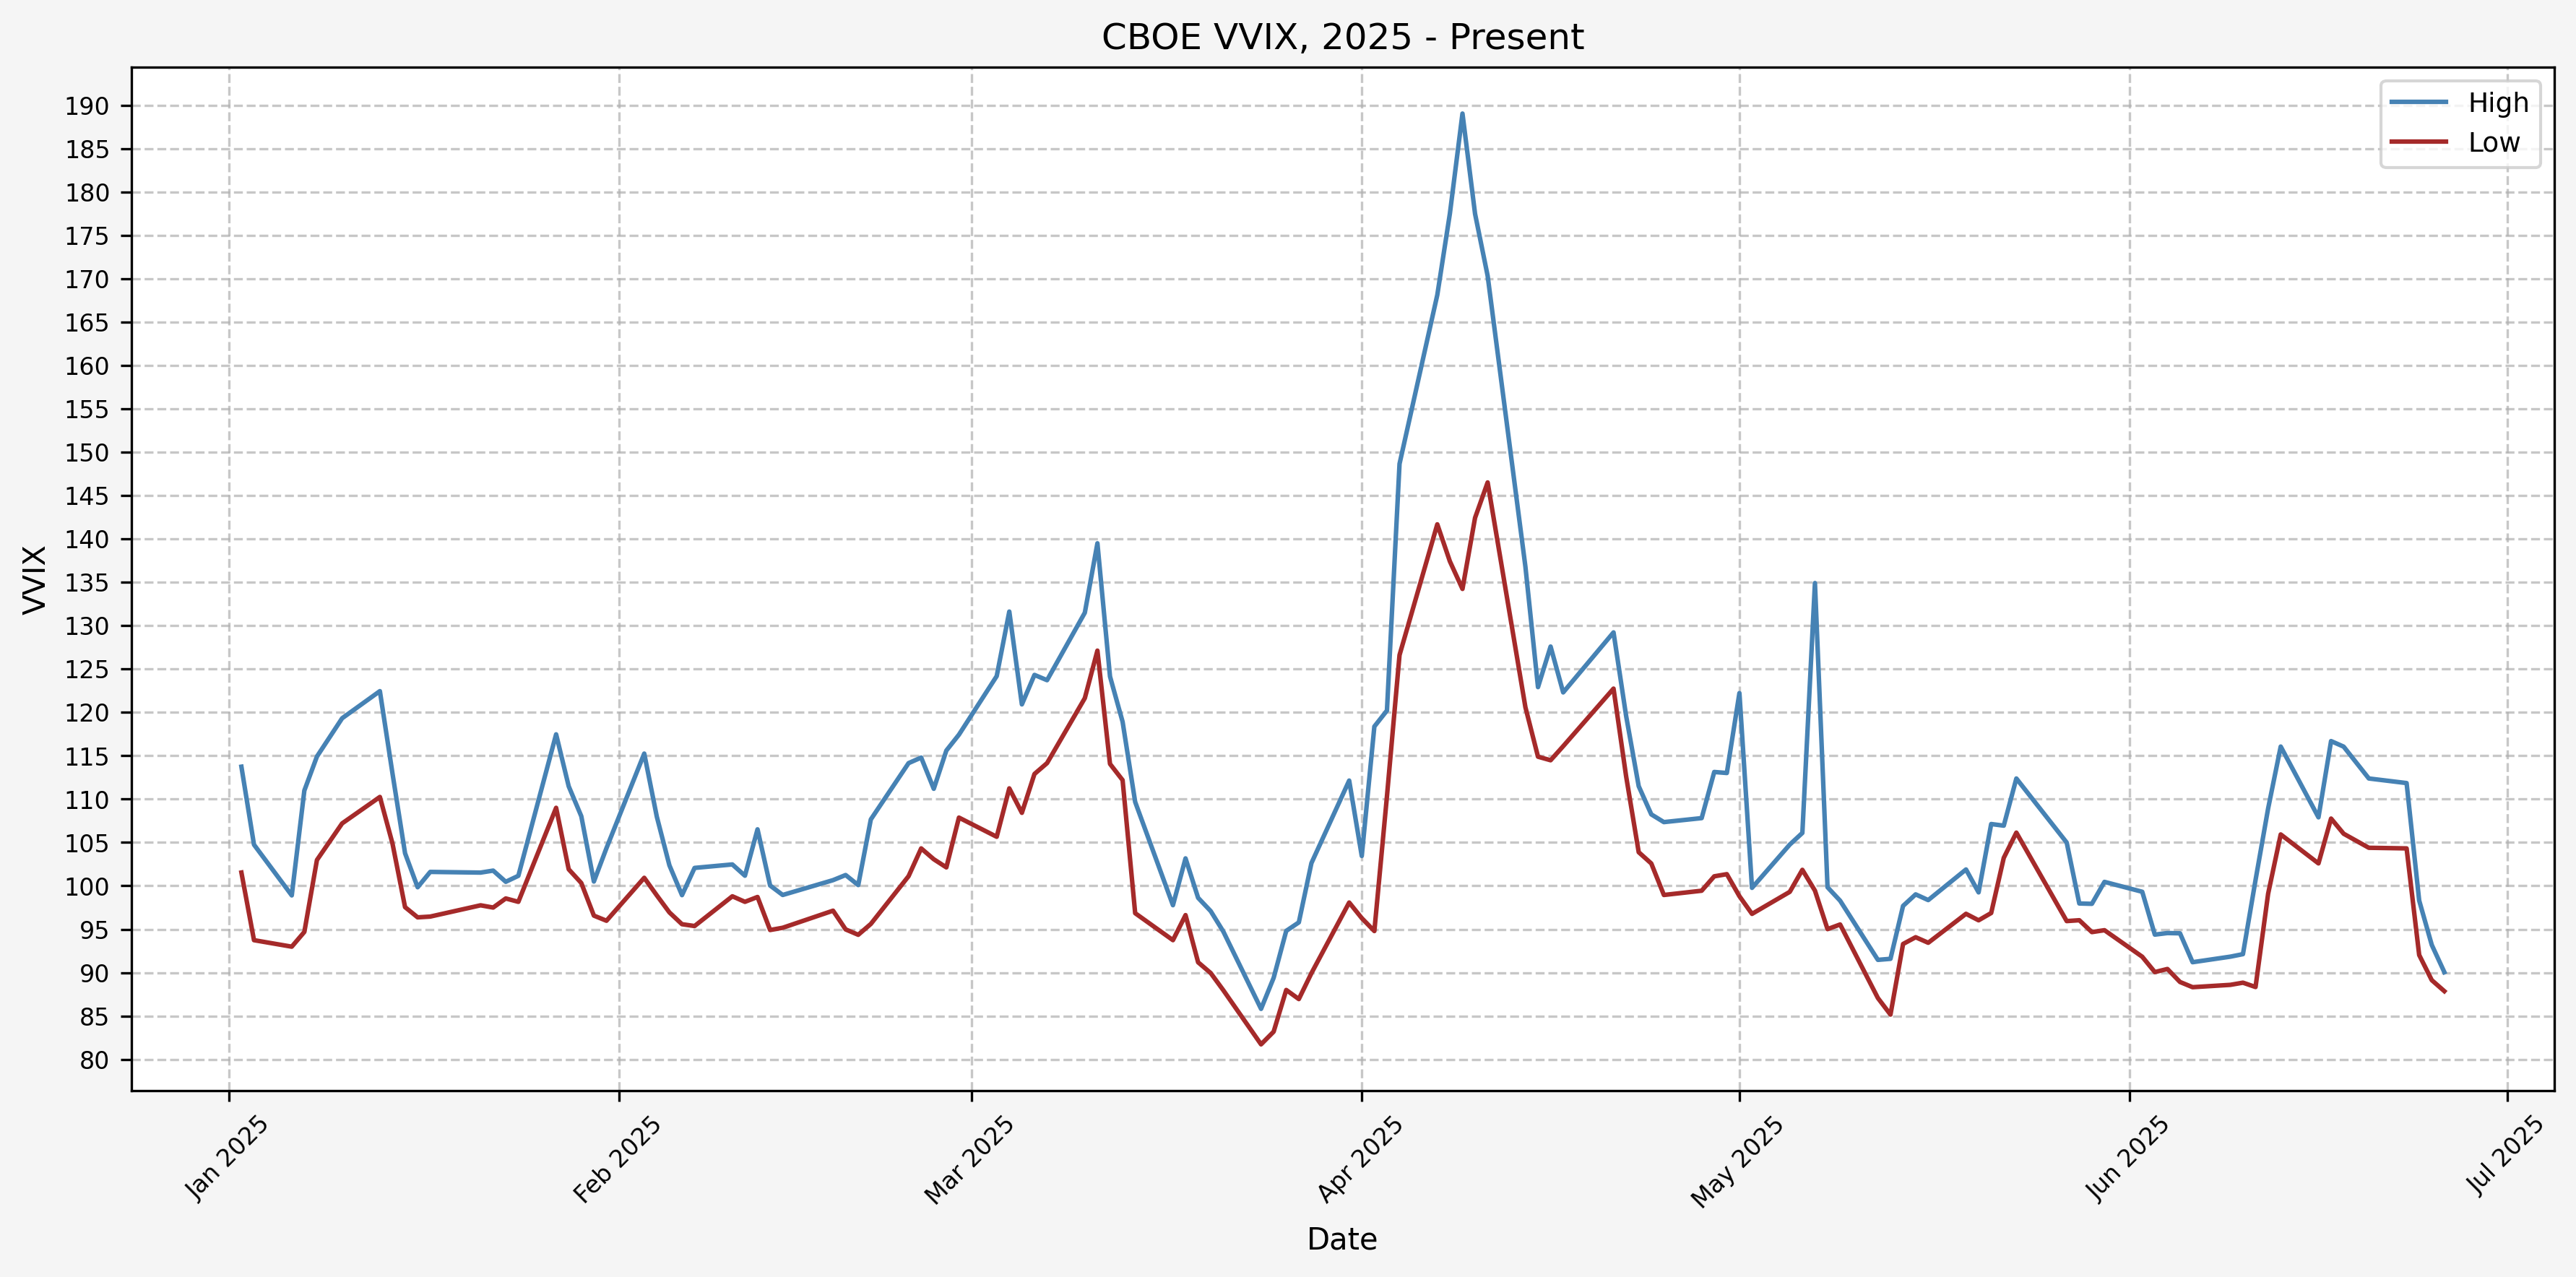 CBOE VVIX, 2025 - Present
High
Low
VVIX
190
185
180
175
170
165
160
155
150
145
140
135
130
125
120
115
110
105
100
95
90
85
80
Jan 2025
Feb 2025
Mar 2025
Apr 2025
May 2025
Jun 2025
Jul 2025
Date